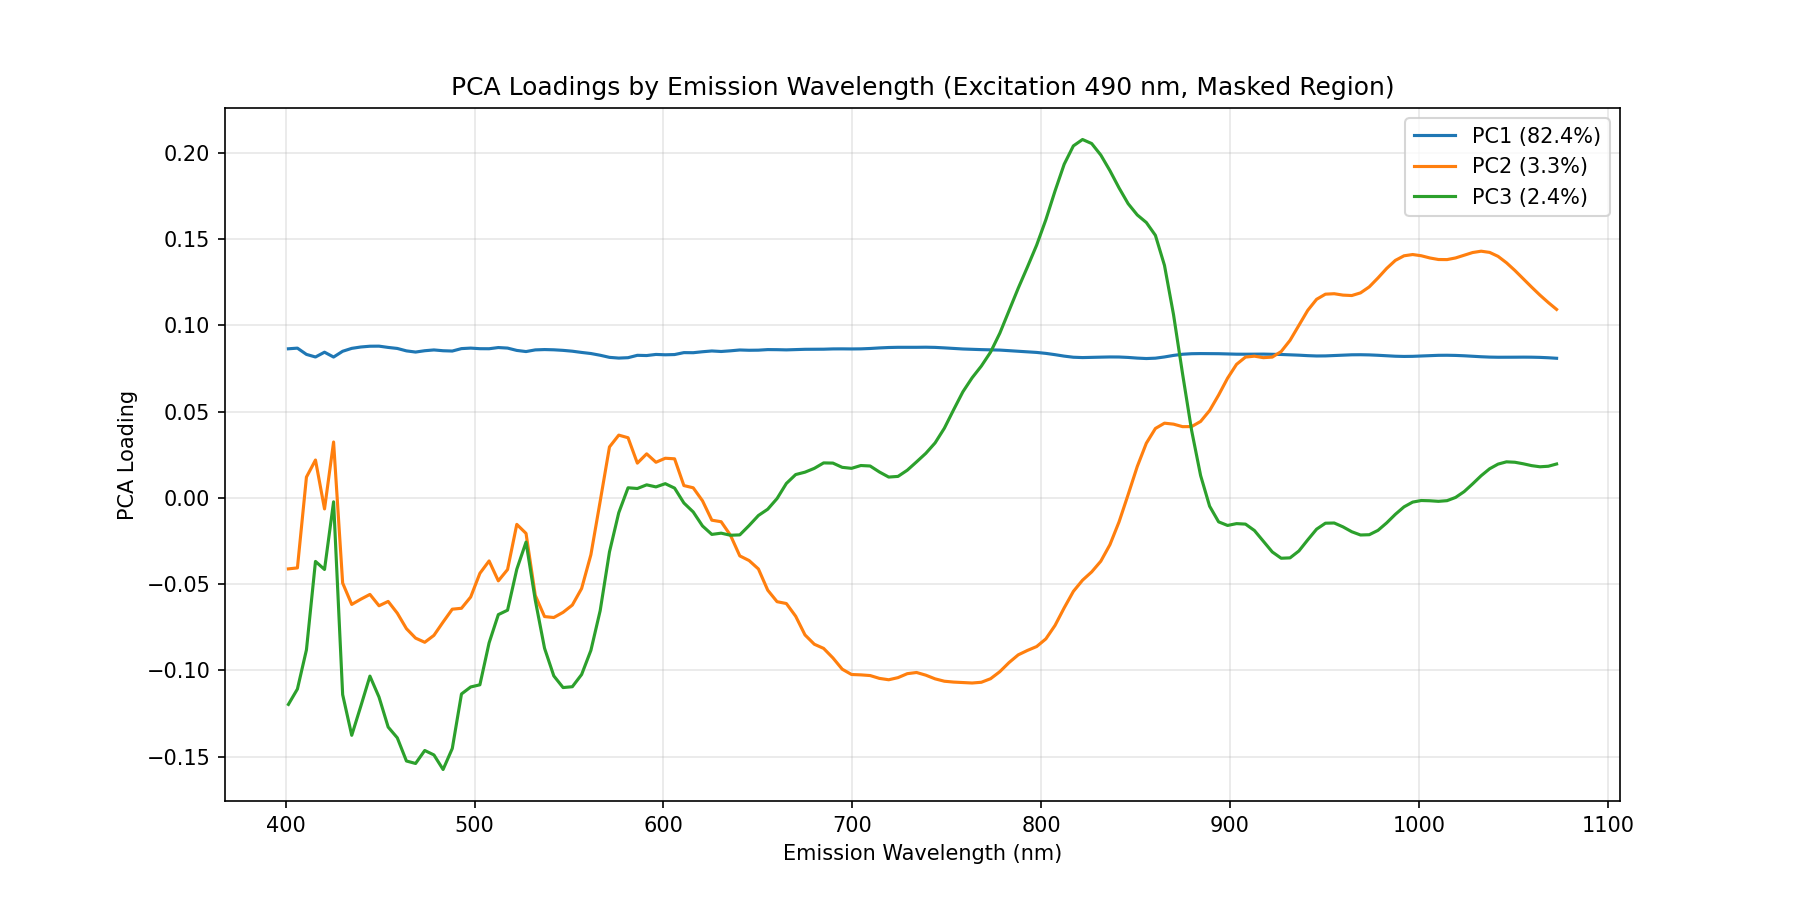 PCA Loadings by Emission Wavelength (Excitation 490 nm, Masked Region)
PC1 (82.4%)
PC2 (3.3%)
PC3 (2.4%)
PCA Loading
0.20
0.15
0.10
0.05
0.00
−0.05
−0.10
−0.15
400 500 600 700 800 900 1000 1100
Emission Wavelength (nm)